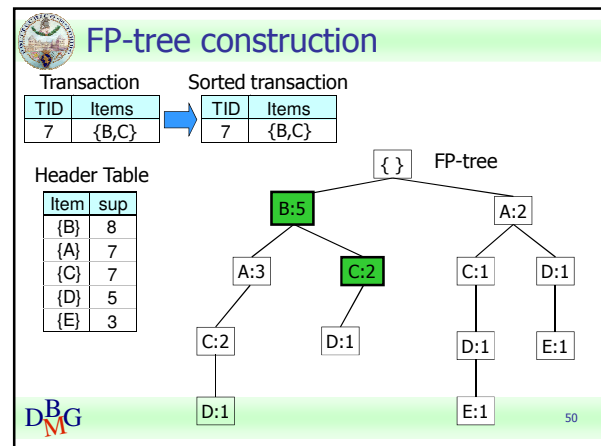 FP-tree construction
Transaction
Sorted transaction
TID Items
7 {B,C}
TID Items
7 {B,C}
Header Table
Item sup
{B} 8
{A} 7
{C} 7
{D} 5
{E} 3
FP-tree
{ }
B:5
A:2
A:3
C:2
C:1
D:1
C:2
D:1
D:1
E:1
D:1
E:1
DBMG
50